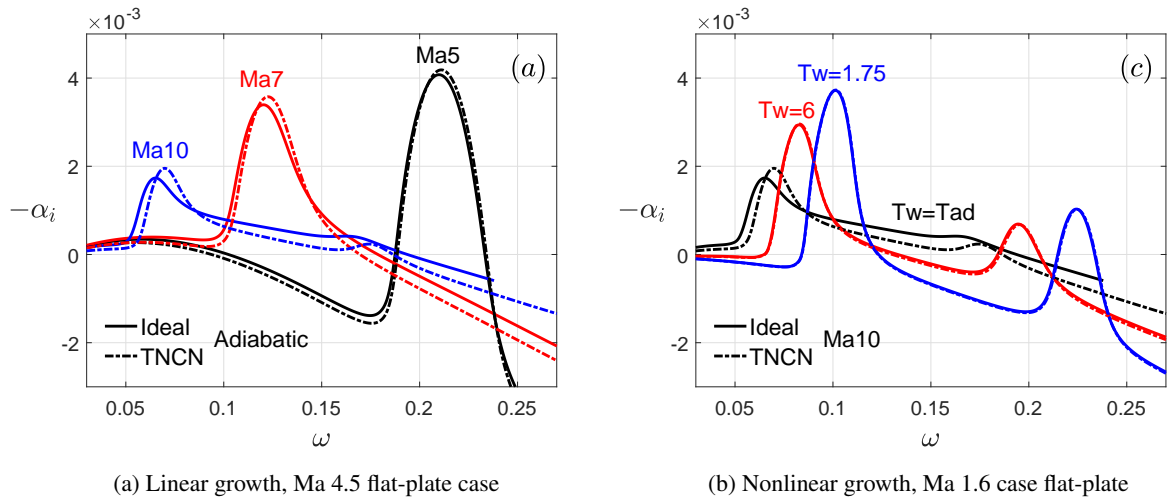 ×10⁻³
(a)
Ma5
Ma7
Ma10
−αᵢ
4
2
0
-2
Ideal
TNCN
Adiabatic
0.05 0.1 0.15 0.2 0.25
ω
(a) Linear growth, Ma 4.5 flat-plate case
×10⁻³
(c)
Tw=1.75
Tw=6
Tw=Tad
−αᵢ
4
2
0
-2
Ideal
TNCN
Ma10
0.05 0.1 0.15 0.2 0.25
ω
(b) Nonlinear growth, Ma 1.6 case flat-plate